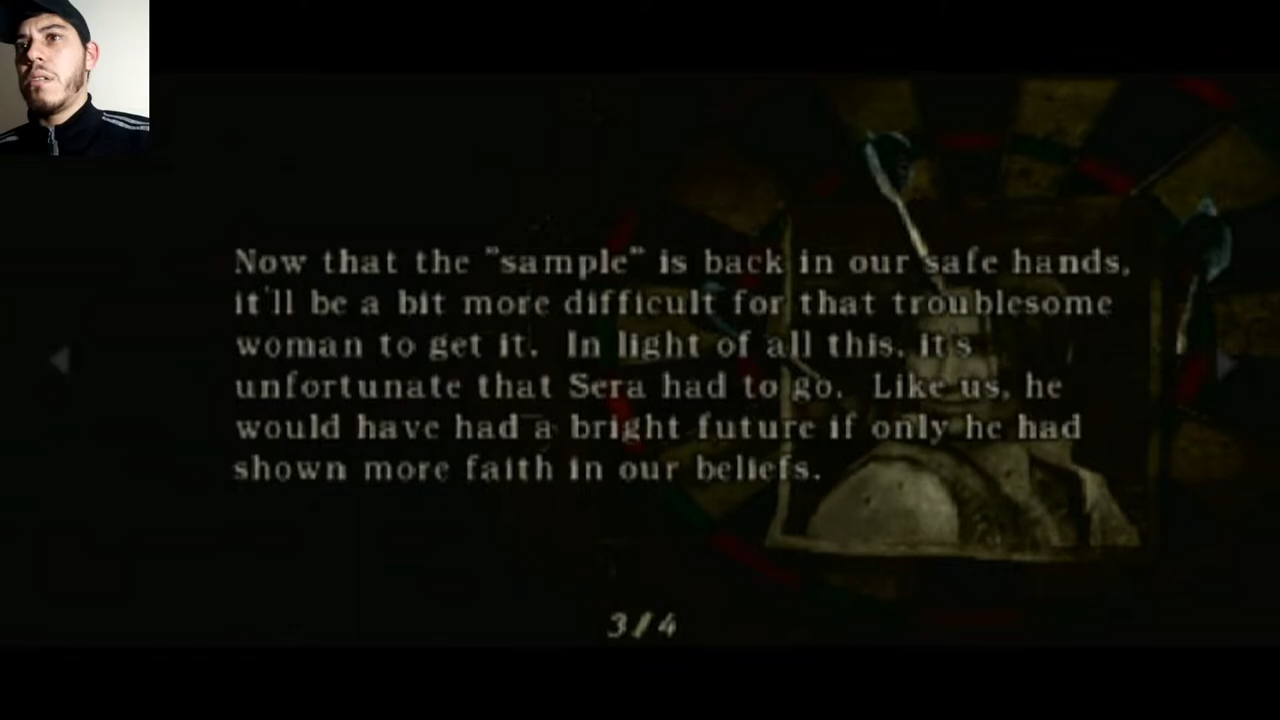 Now that the "sample" is back in our safe hands,
it'll be a bit more difficult for that troublesome
woman to get it. In light of all this, it's
unfortunate that Sera had to go. Like us, he
would have had a bright future if only he had
shown more faith in our beliefs.
3/4